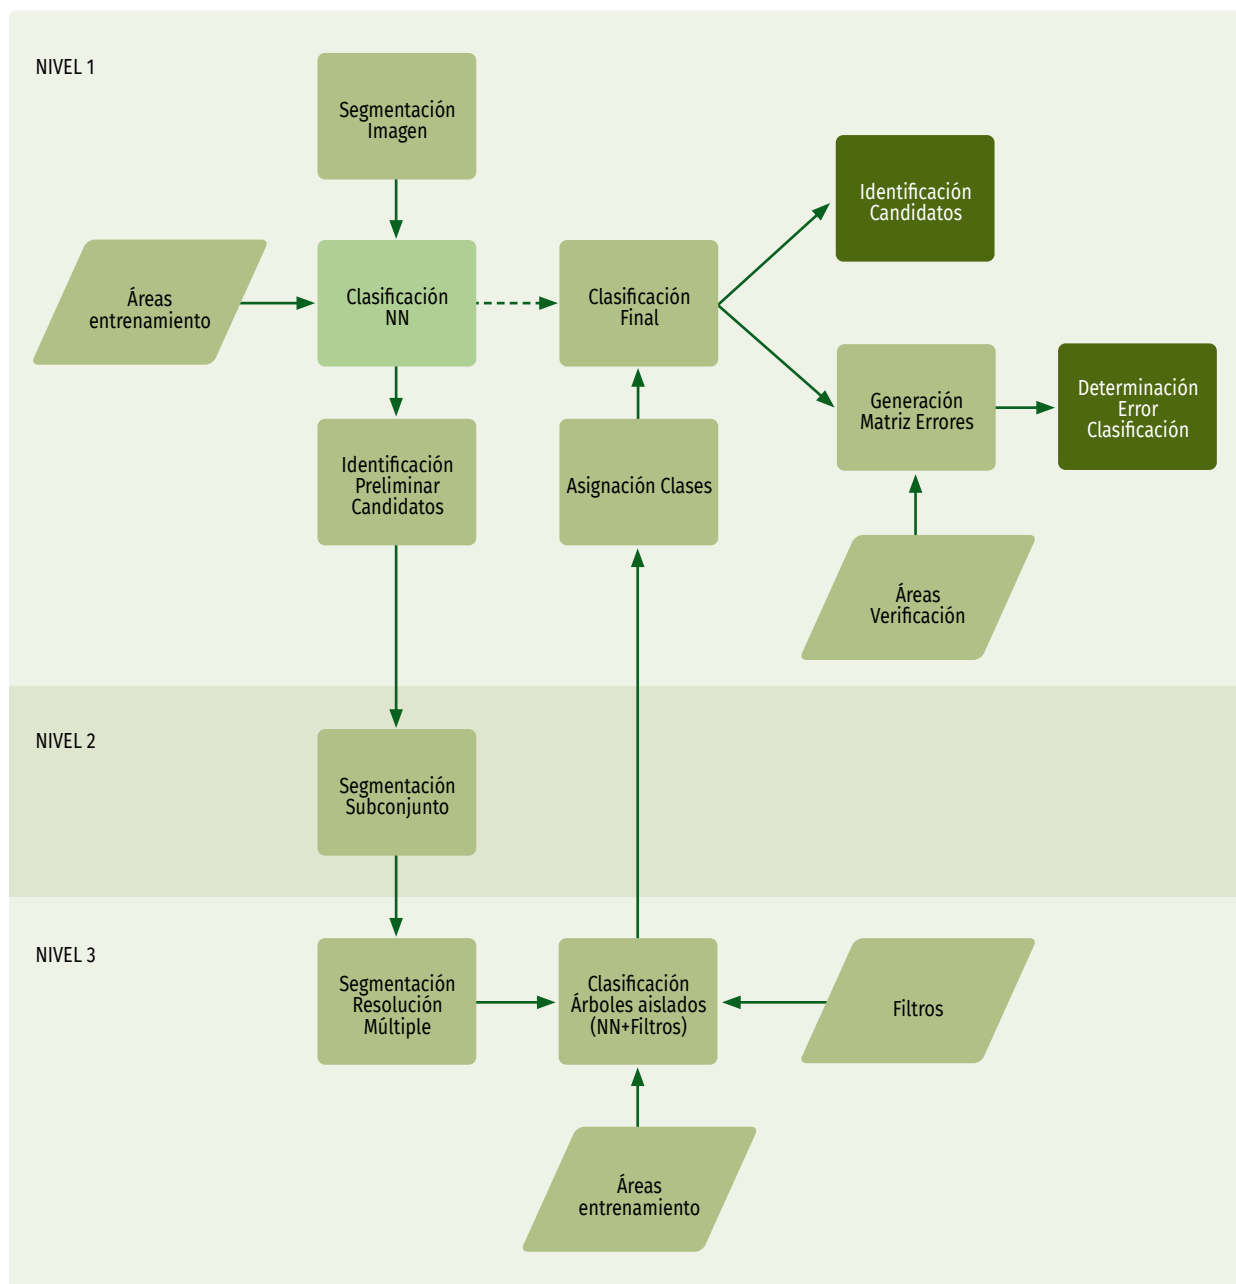 NIVEL 1
Segmentación
Imagen
Identificación
Candidatos
Áreas
entrenamiento
Clasificación
NN
Clasificación
Final
Generación
Matriz Errores
Determinación
Error
Clasificación
Identificación
Preliminar
Candidatos
Asignación Clases
Áreas
Verificación
NIVEL 2
Segmentación
Subconjunto
NIVEL 3
Segmentación
Resolución
Múltiple
Clasificación
Árboles aislados
(NN+Filtros)
Filtros
Áreas
entrenamiento